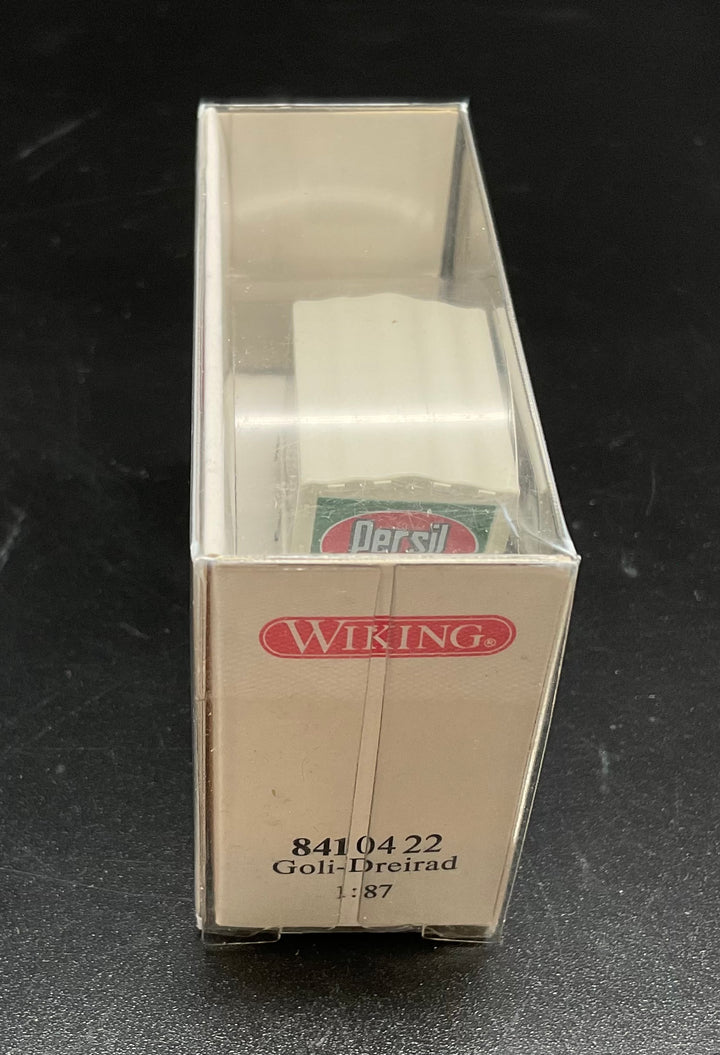 Persil
WIKING®
841 04 22
Goli-Dreirad
1:87